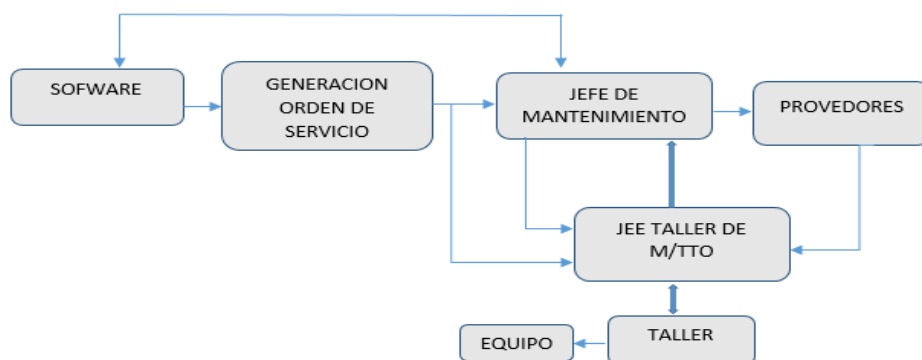 SOFWARE
GENERACION
ORDEN DE
SERVICIO
JEFE DE
MANTENIMIENTO
PROVEDORES
JEE TALLER DE
M/TTO
EQUIPO
TALLER